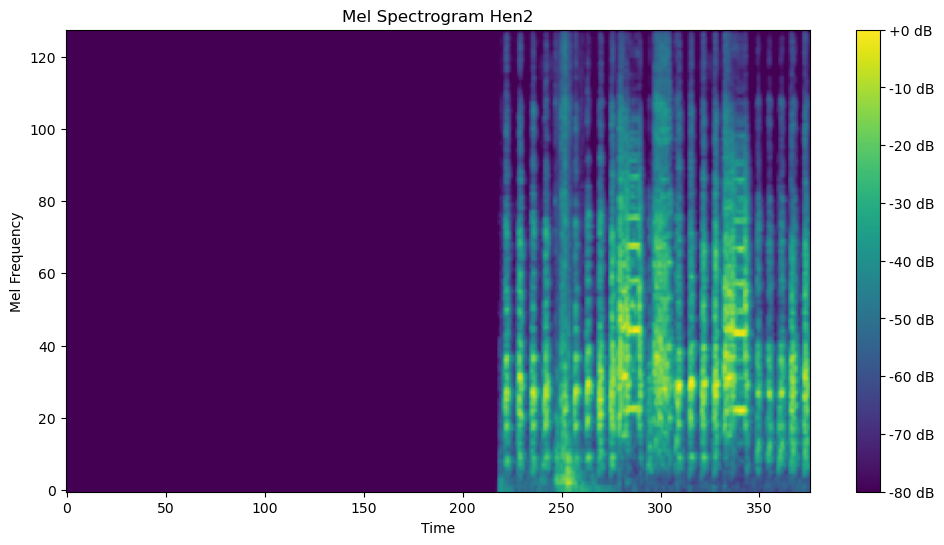 Mel Spectrogram Hen2
120
100
80
60
40
20
0
Mel Frequency
0 50 100 150 200 250 300 350
Time
+0 dB
-10 dB
-20 dB
-30 dB
-40 dB
-50 dB
-60 dB
-70 dB
-80 dB